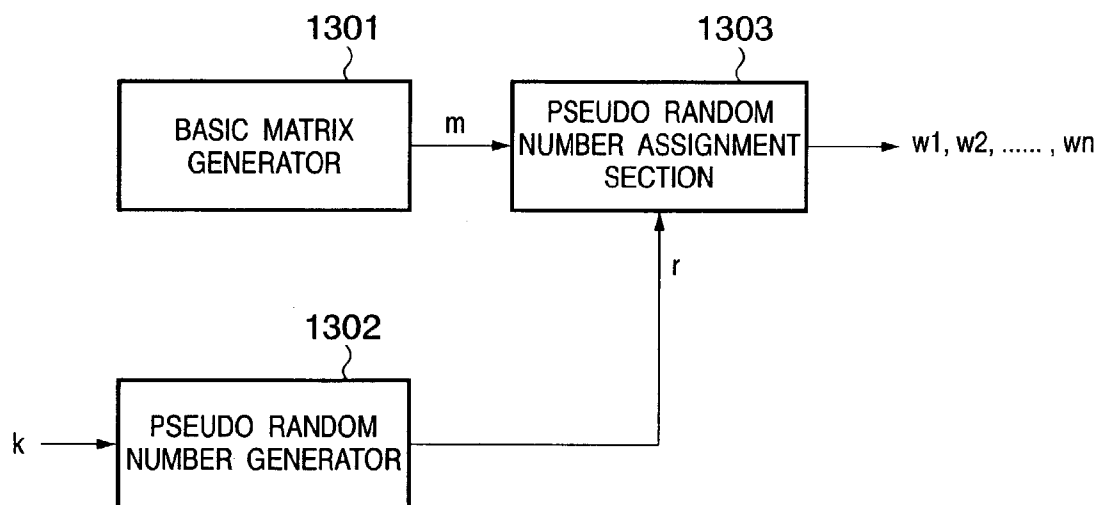 1301
1303
BASIC MATRIX
GENERATOR
m
PSEUDO RANDOM
NUMBER ASSIGNMENT
SECTION
w1, w2, ...... , wn
r
1302
k
PSEUDO RANDOM
NUMBER GENERATOR